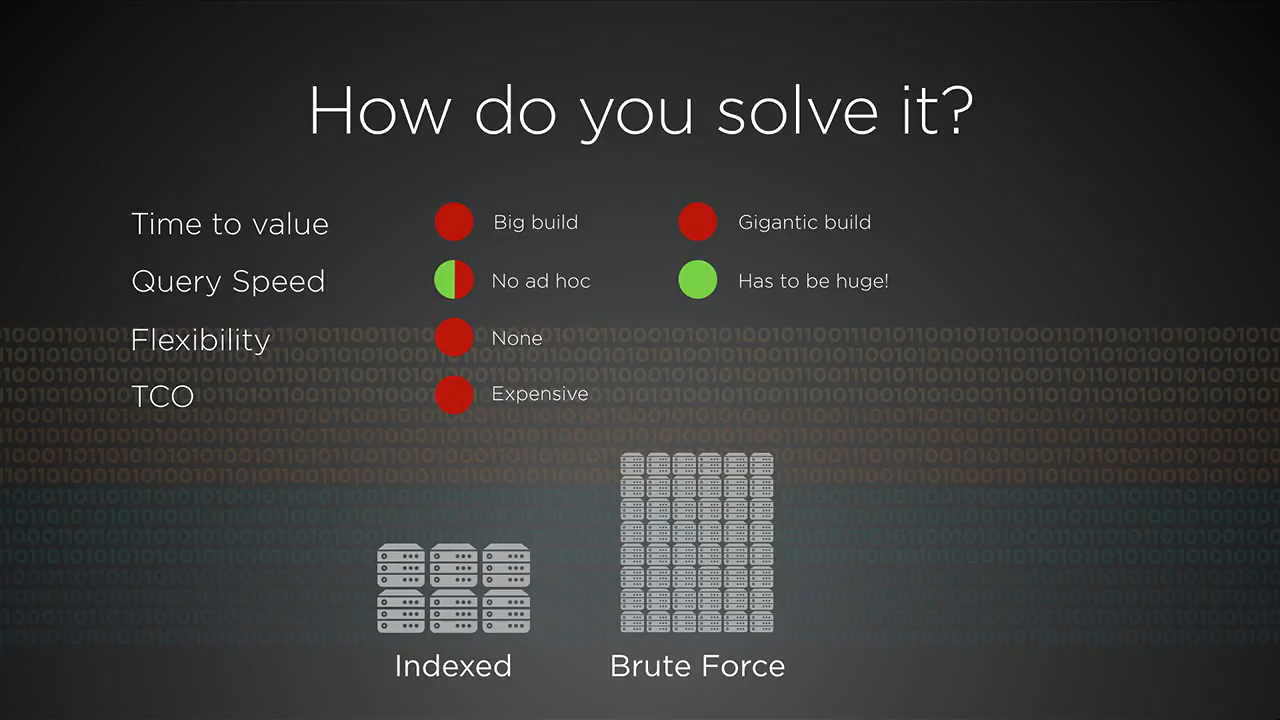 How do you solve it?
Time to value Big build Gigantic build
Query Speed No ad hoc Has to be huge!
Flexibility None
TCO Expensive
Indexed Brute Force